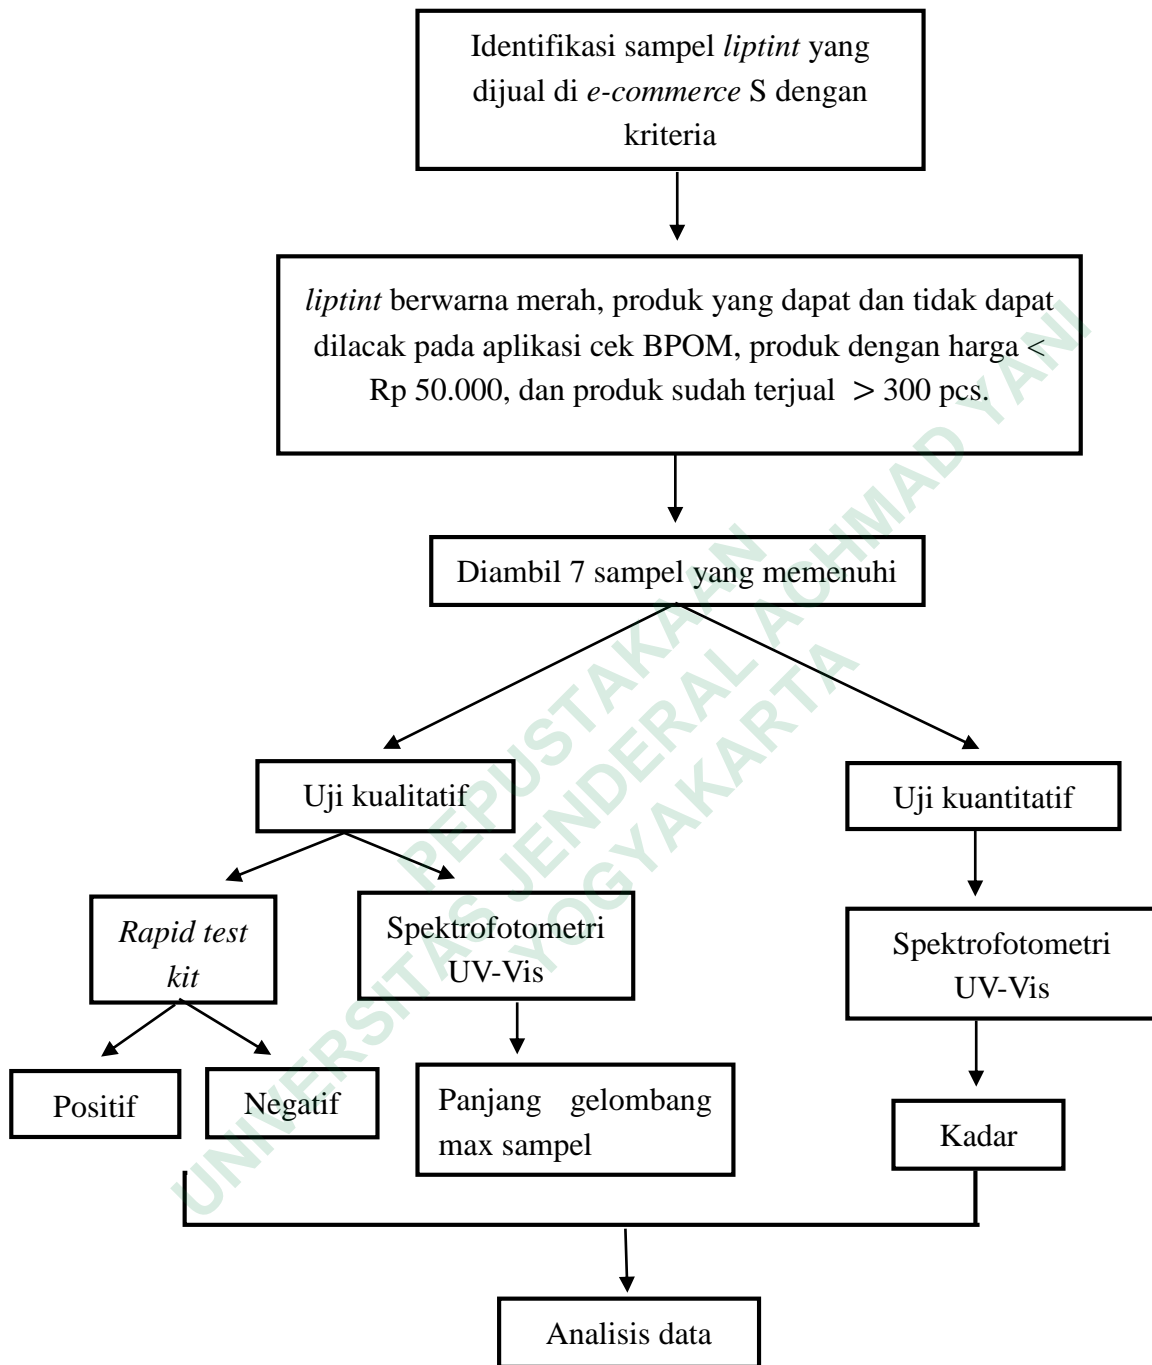 Identifikasi sampel liptint yang
dijual di e-commerce S dengan
kriteria
liptint berwarna merah, produk yang dapat dan tidak dapat
dilacak pada aplikasi cek BPOM, produk dengan harga <
Rp 50.000, dan produk sudah terjual > 300 pcs.
Diambil 7 sampel yang memenuhi
Uji kualitatif
Uji kuantitatif
Rapid test
kit
Spektrofotometri
UV-Vis
Spektrofotometri
UV-Vis
Positif
Negatif
Panjang gelombang
max sampel
Kadar
Analisis data
PEPUSTAKAAN
UNIVERSITAS JENDERAL ACHMAD YANI
YOGYAKARTA